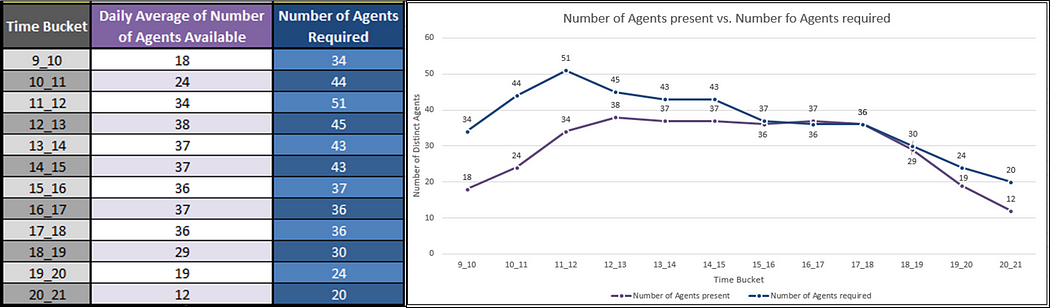 Time Bucket Daily Average of Number of Agents Available Number of Agents Required
9_10 18 34
10_11 24 44
11_12 34 51
12_13 38 45
13_14 37 43
14_15 37 43
15_16 36 37
16_17 37 36
17_18 36 36
18_19 29 30
19_20 19 24
20_21 12 20
Number of Agents present vs. Number fo Agents required
Number of Distinct Agents
60
50
40
30
20
10
0
34 44 51 45 43 43 37 36 36 30 24 20
18 24 34 38 37 37 36 37 29 19 12
9_10 10_11 11_12 12_13 13_14 14_15 15_16 16_17 17_18 18_19 19_20 20_21
Time Bucket
Number of Agents present Number of Agents required